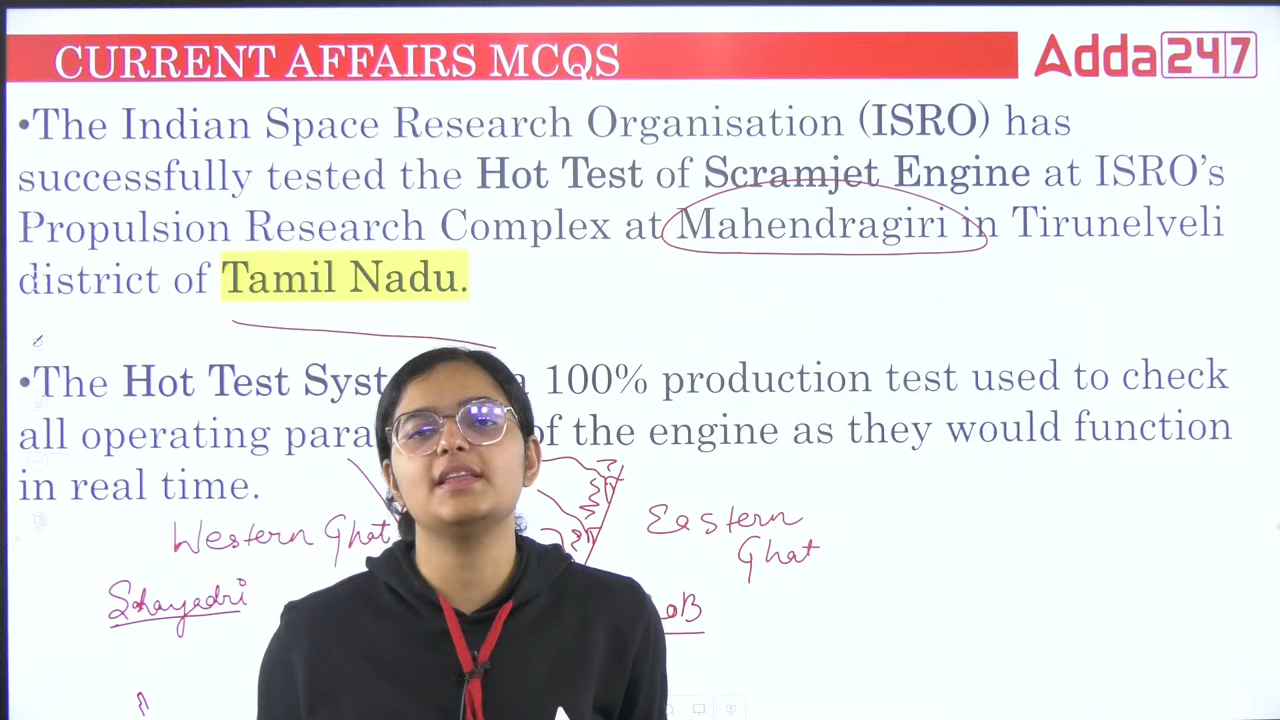 CURRENT AFFAIRS MCQS
Adda247
•The Indian Space Research Organisation (ISRO) has
successfully tested the Hot Test of Scramjet Engine at ISRO's
Propulsion Research Complex at Mahendragiri in Tirunelveli
district of Tamil Nadu.
•The Hot Test Syst a 100% production test used to check
all operating para of the engine as they would function
in real time.
Western Ghat
Eastern
Ghat
Shayadri
oB